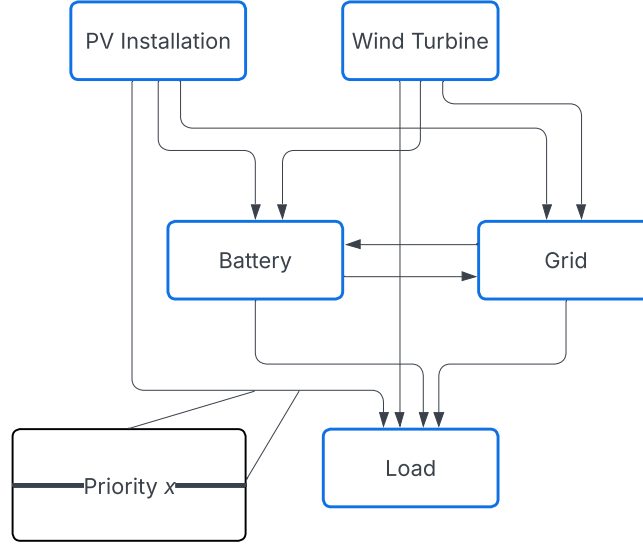 PV Installation
Wind Turbine
Battery
Grid
Load
Priority x